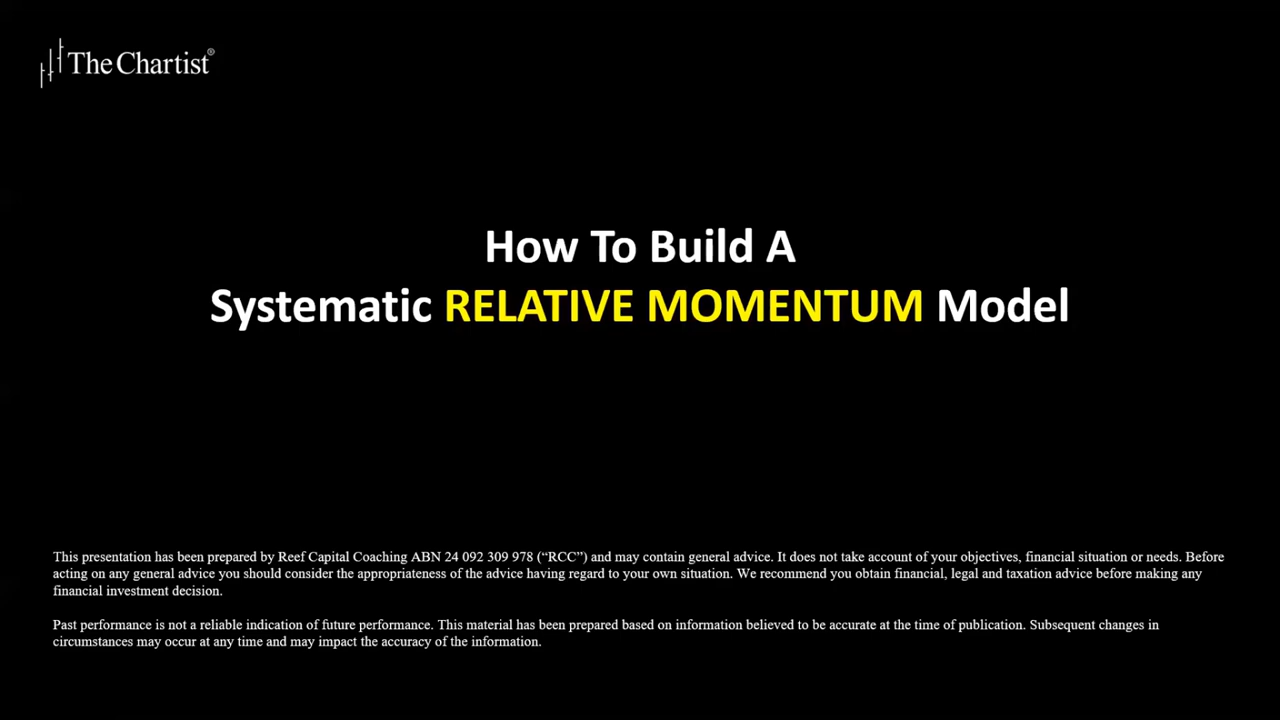 The Chartist®
How To Build A
Systematic RELATIVE MOMENTUM Model
This presentation has been prepared by Reef Capital Coaching ABN 24 092 309 978 (“RCC”) and may contain general advice. It does not take account of your objectives, financial situation or needs. Before
acting on any general advice you should consider the appropriateness of the advice having regard to your own situation. We recommend you obtain financial, legal and taxation advice before making any
financial investment decision.
Past performance is not a reliable indication of future performance. This material has been prepared based on information believed to be accurate at the time of publication. Subsequent changes in
circumstances may occur at any time and may impact the accuracy of the information.